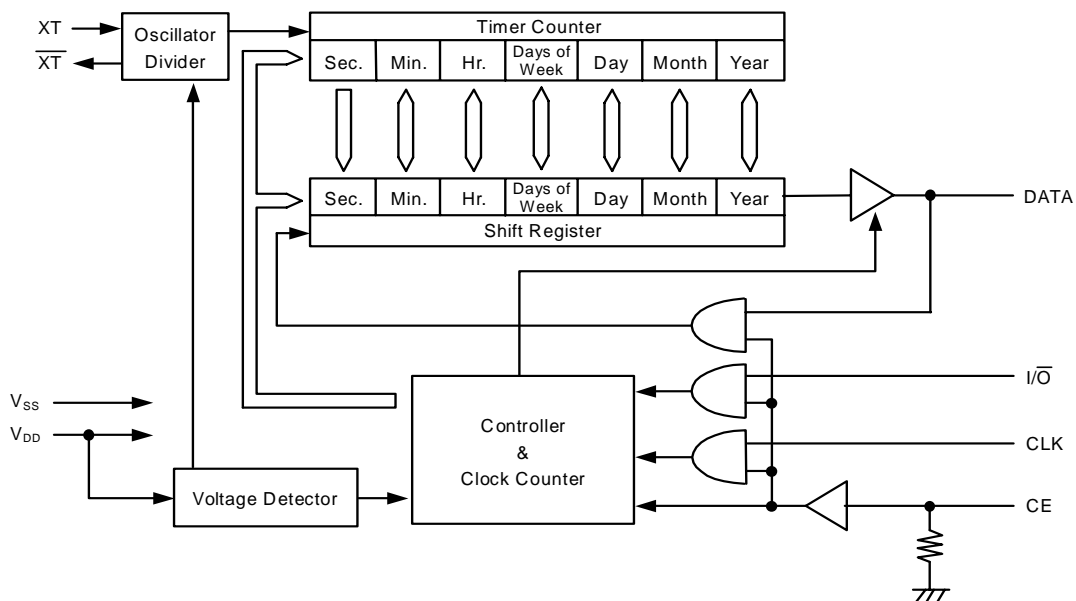 XT
X̅T̅
Oscillator
Divider
Timer Counter
Sec. Min. Hr. Days of Week Day Month Year
Sec. Min. Hr. Days of Week Day Month Year
Shift Register
DATA
I/O̅
CLK
CE
VSS
VDD
Voltage Detector
Controller
&
Clock Counter